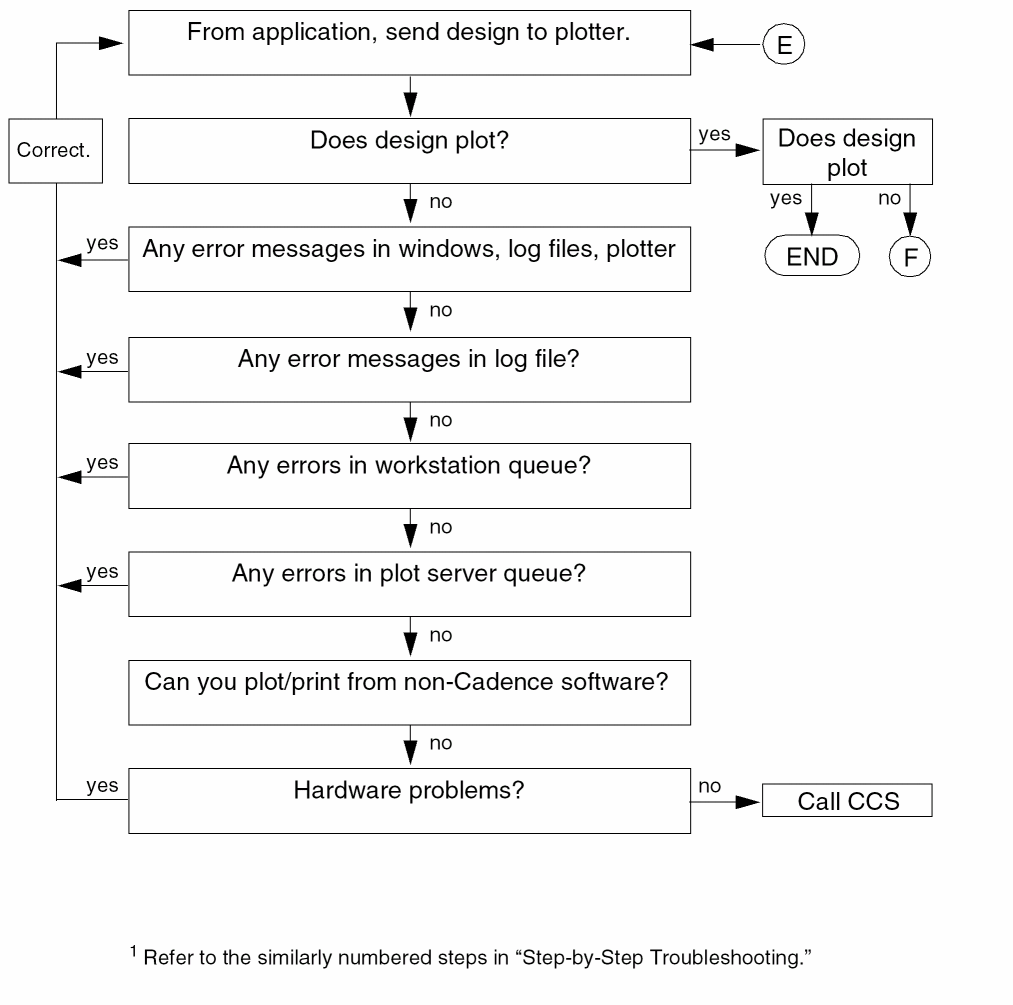 From application, send design to plotter.
E
Correct.
Does design plot?
yes
Does design
plot
no
yes
no
yes
Any error messages in windows, log files, plotter
END
F
no
yes
Any error messages in log file?
no
yes
Any errors in workstation queue?
no
yes
Any errors in plot server queue?
no
Can you plot/print from non-Cadence software?
no
yes
Hardware problems?
no
Call CCS
1 Refer to the similarly numbered steps in “Step-by-Step Troubleshooting.”